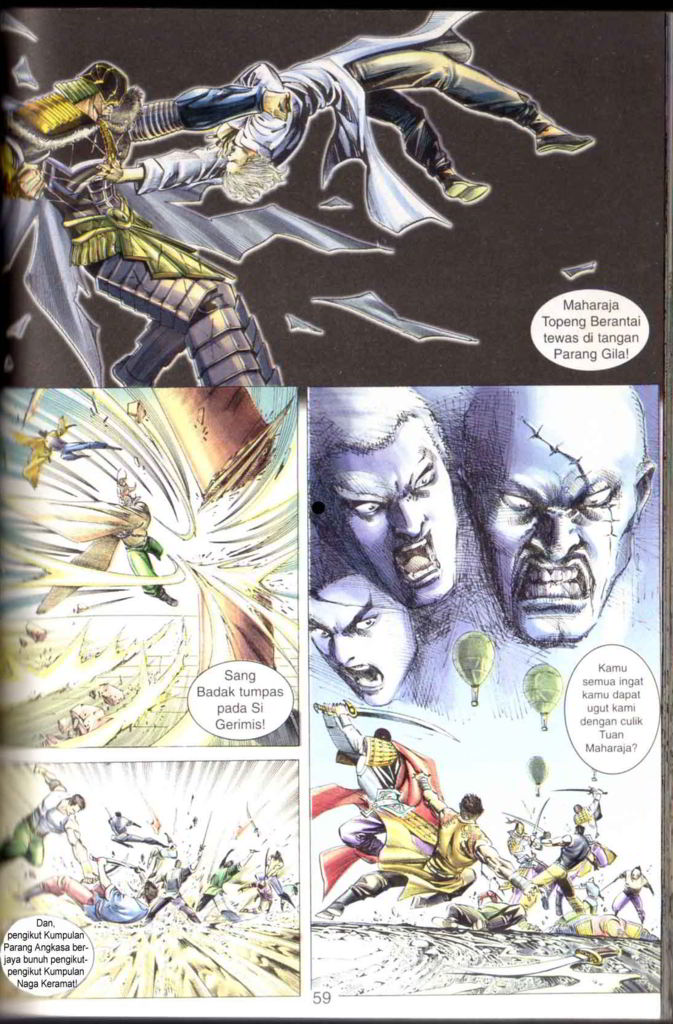 Maharaja
Topeng Berantai
tewas di tangan
Parang Gila!
Sang
Badak tumpas
pada Si
Gerimis!
Kamu
semua ingat
kamu dapat
ugut kami
dengan culik
Tuan
Maharaja?
Dan,
pengikut Kumpulan
Parang Angkasa ber-
jaya bunuh pengikut-
pengikut Kumpulan
Naga Keramat!
59